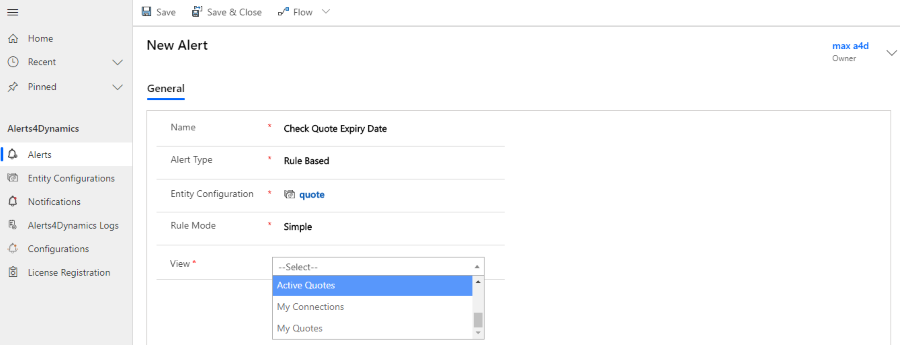 Save
Save & Close
Flow
Home
Recent
Pinned
Alerts4Dynamics
Alerts
Entity Configurations
Notifications
Alerts4Dynamics Logs
Configurations
License Registration
New Alert
max a4d
Owner
General
Name * Check Quote Expiry Date
Alert Type * Rule Based
Entity Configuration * quote
Rule Mode * Simple
View * --Select--
Active Quotes
My Connections
My Quotes